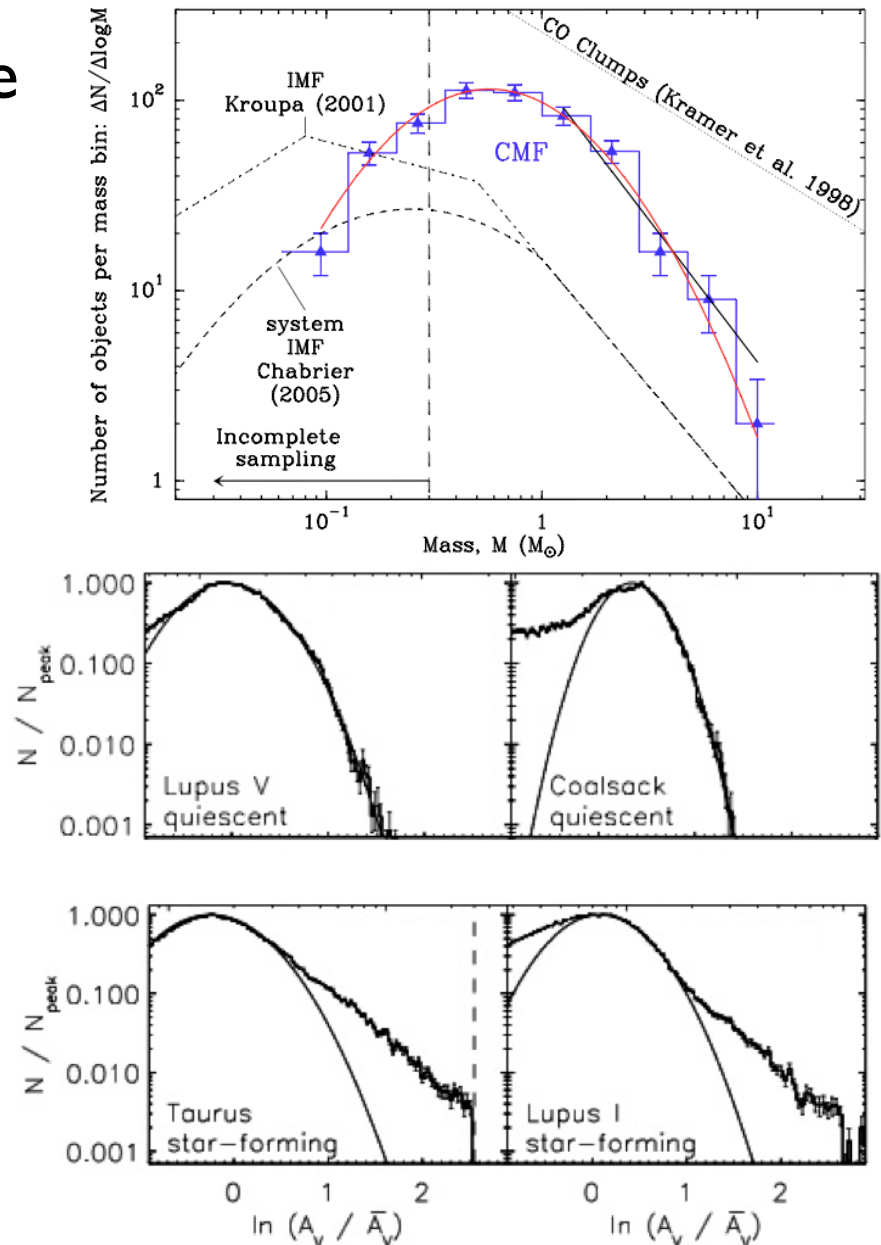 e
Number of objects per mass bin: ΔN/ΔlogM
10²
10¹
1
IMF
Kroupa (2001)
CO Clumps (Kramer et al. 1998)
CMF
system
IMF
Chabrier
(2005)
Incomplete
sampling
10⁻¹
1
10¹
Mass, M (M☉)
N / Npeak
1.000
0.100
0.010
0.001
Lupus V
quiescent
Coalsack
quiescent
N / Npeak
1.000
0.100
0.010
0.001
Taurus
star-forming
Lupus I
star-forming
0
1
2
0
1
2
ln (Aᵥ / A̅ᵥ)
ln (Aᵥ / A̅ᵥ)